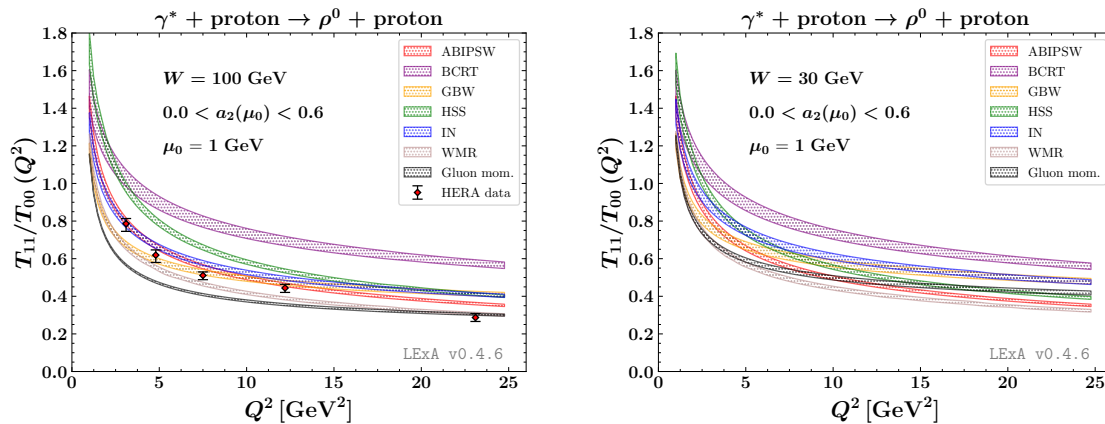 γ* + proton → ρ⁰ + proton
T₁₁/T₀₀ (Q²)
1.8
1.6
1.4
1.2
1.0
0.8
0.6
0.4
0.2
0.0
W = 100 GeV
0.0 < a₂(μ₀) < 0.6
μ₀ = 1 GeV
ABIPSW
BCRT
GBW
HSS
IN
WMR
Gluon mom.
HERA data
LExA v0.4.6
0 5 10 15 20 25
Q² [GeV²]
γ* + proton → ρ⁰ + proton
T₁₁/T₀₀ (Q²)
1.8
1.6
1.4
1.2
1.0
0.8
0.6
0.4
0.2
0.0
W = 30 GeV
0.0 < a₂(μ₀) < 0.6
μ₀ = 1 GeV
ABIPSW
BCRT
GBW
HSS
IN
WMR
Gluon mom.
LExA v0.4.6
0 5 10 15 20 25
Q² [GeV²]